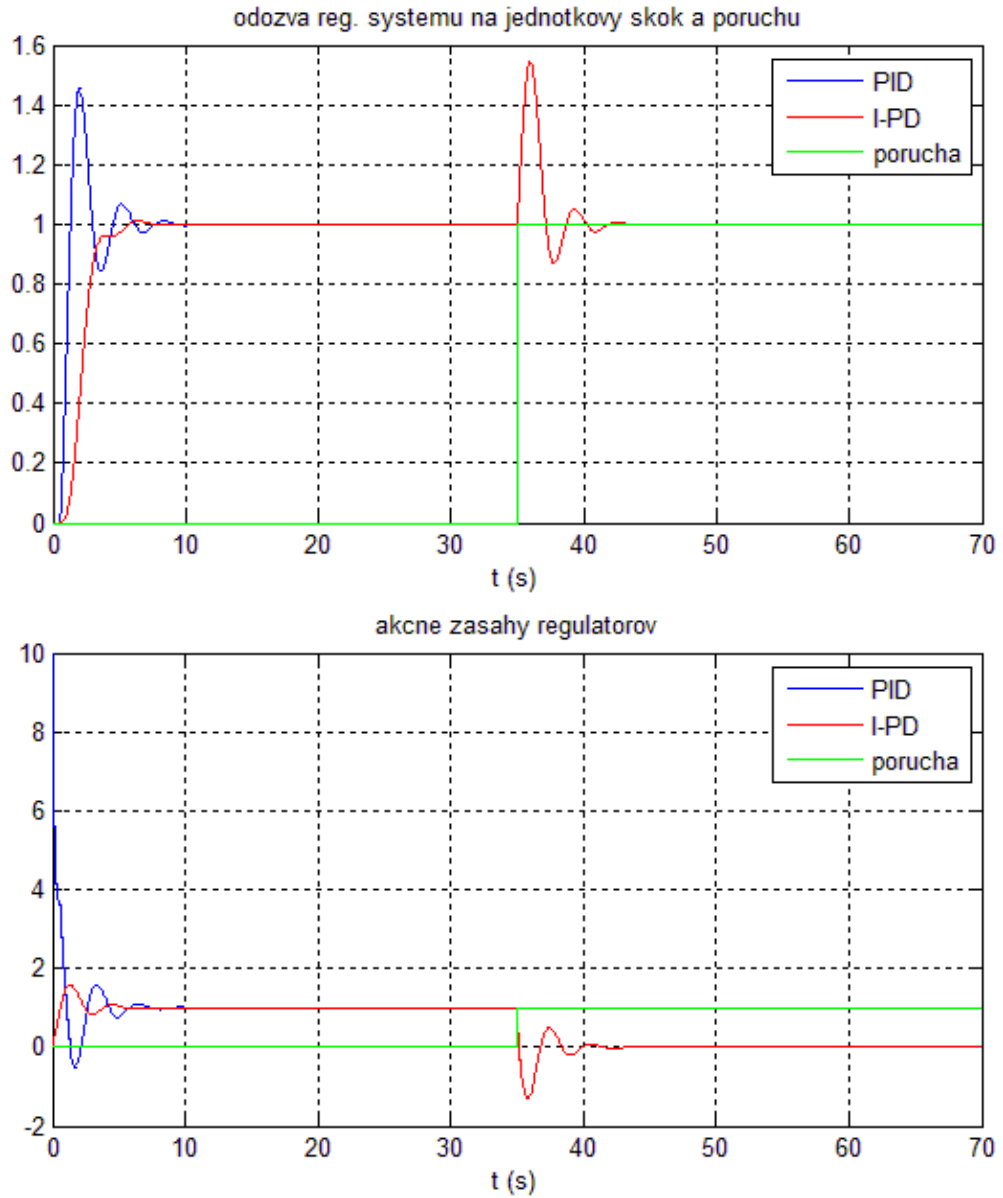 odozva reg. systemu na jednotkovy skok a poruchu
1.6
1.4
1.2
1
0.8
0.6
0.4
0.2
0
PID
I-PD
porucha
0 10 20 30 40 50 60 70
t (s)
akcne zasahy regulatorov
10
8
6
4
2
0
-2
PID
I-PD
porucha
0 10 20 30 40 50 60 70
t (s)